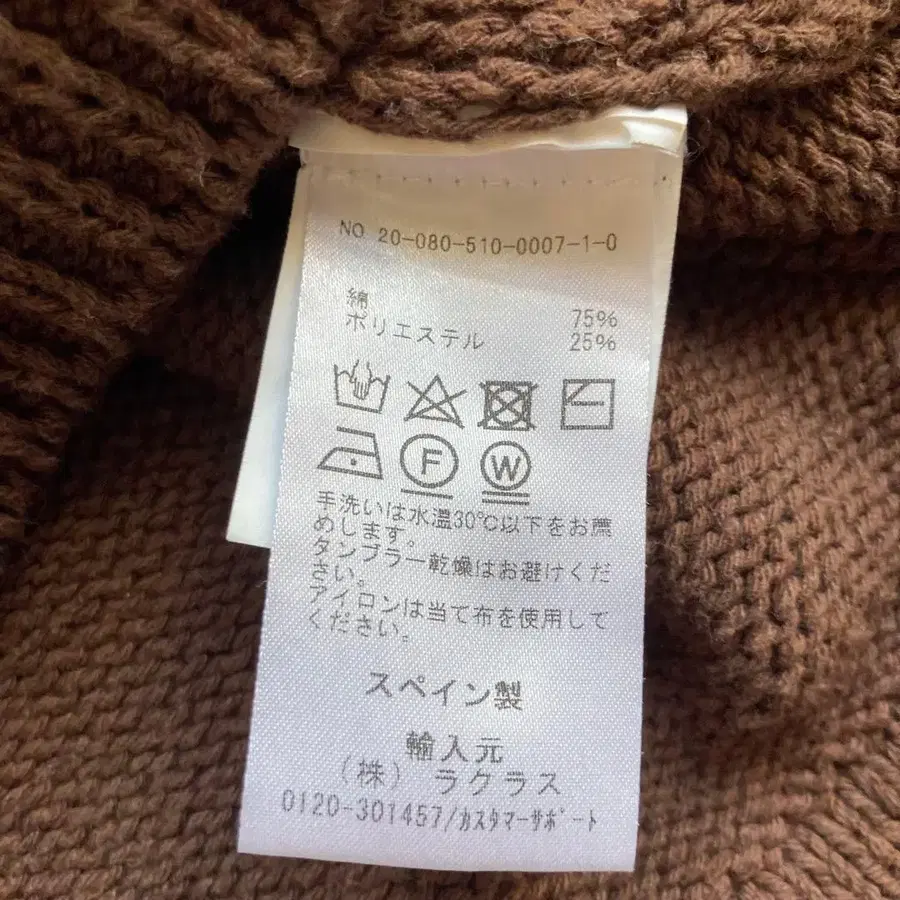 NO 20-080-510-0007-1-0
綿 75%
ポリエステル 25%
F W
手洗いは水温30℃以下をお薦
めします。
タンブラー乾燥はお避けくだ
さい。
アイロンは当て布を使用して
ください。
スペイン製
輸入元
（株） ラクラス
0120-301457/ｶｽﾀﾏｰｻﾎﾟｰﾄ